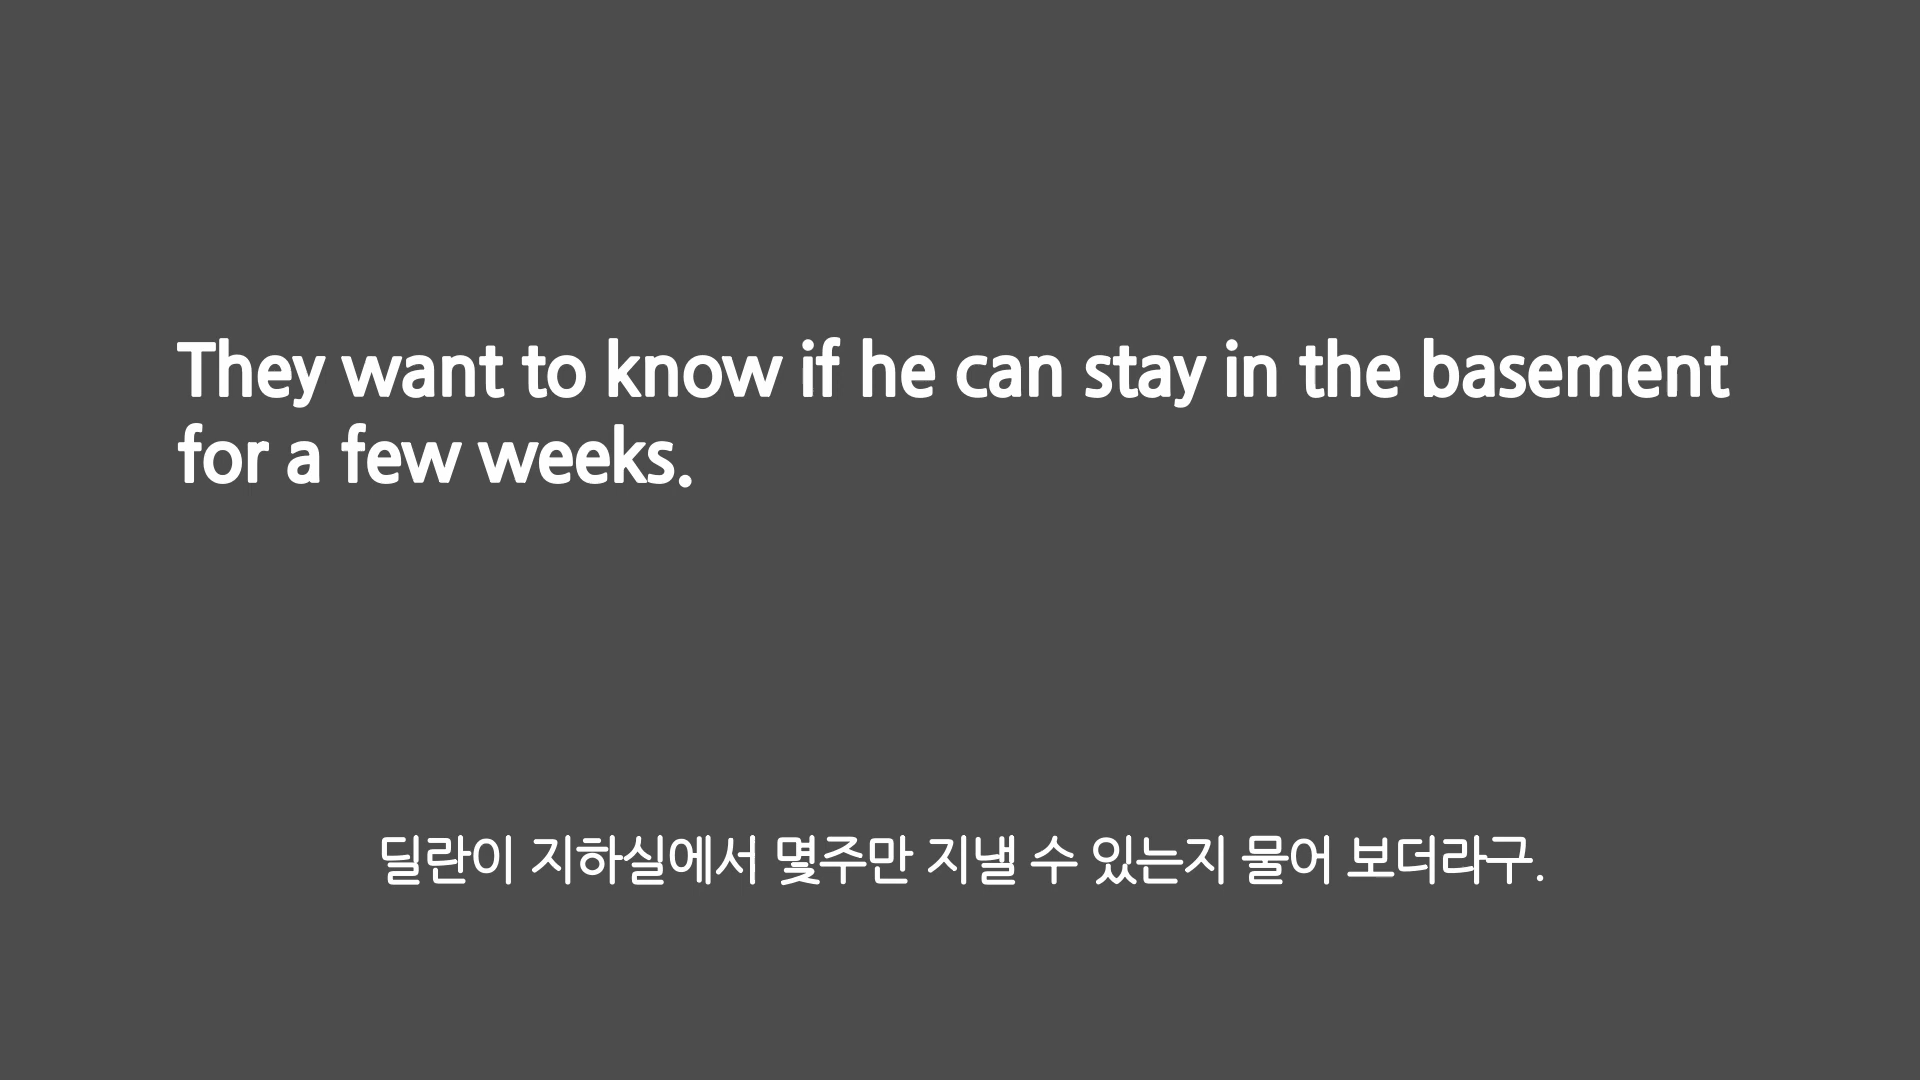 They want to know if he can stay in the basement
for a few weeks.
딜란이 지하실에서 몇주만 지낼 수 있는지 물어 보더라구.